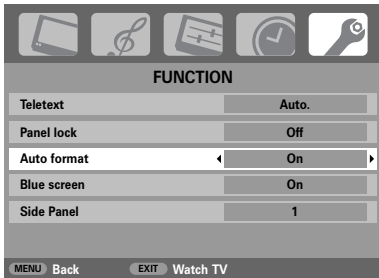 FUNCTION
Teletext Auto.
Panel lock Off
Auto format On
Blue screen On
Side Panel 1
MENU Back EXIT Watch TV